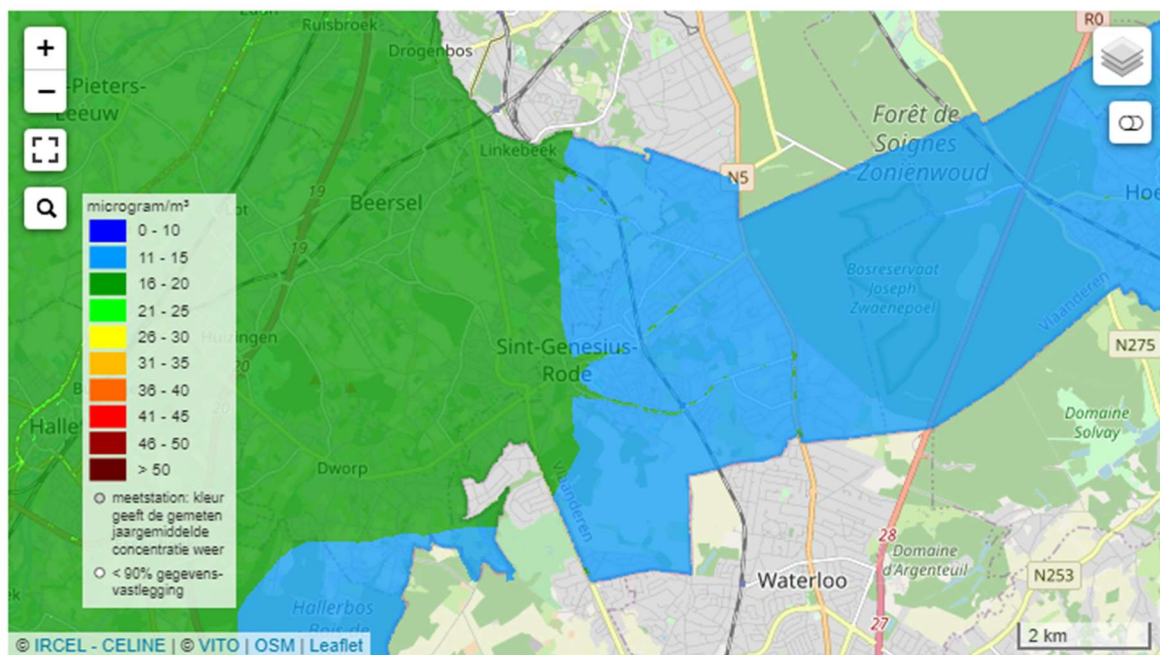 Ruisbroek
R0
Drogenbos
-Pieters-
Leeuw
Forêt de
Soignes
Zoniënwoud
Linkebeek
N5
19
Beersel
Hoe
Lot
19
microgram/m³
0 - 10
11 - 15
16 - 20
21 - 25
26 - 30
31 - 35
36 - 40
41 - 45
46 - 50
> 50
meetstation: kleur
geeft de gemeten
jaargemiddelde
concentratie weer
< 90% gegevens-
vastlegging
Bosreservaat
Joseph
Zwaenepoel
Vlaanderen
Huizingen
Sint-Genesius-
Rode
N275
20
Halle
Domaine
Solvay
Dworp
Vlaanderen
28
Domaine
d'Argenteuil
Waterloo
N253
Hallerbos
Bois de
27
2 km
© IRCEL - CELINE | © VITO | OSM | Leaflet